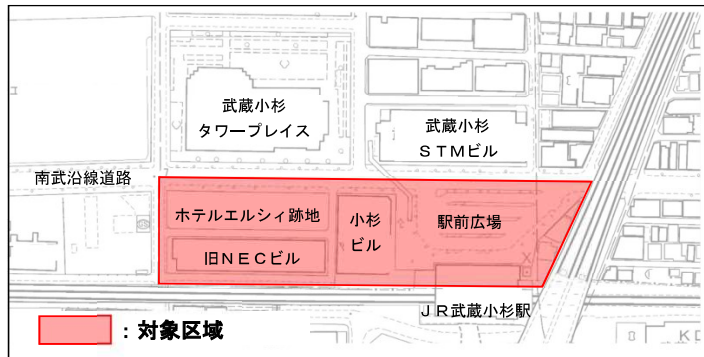 武蔵小杉
タワープレイス
武蔵小杉
ＳＴＭビル
南武沿線道路
ホテルエルシィ跡地
小杉
ビル
駅前広場
旧ＮＥＣビル
ＪＲ武蔵小杉駅
：対象区域